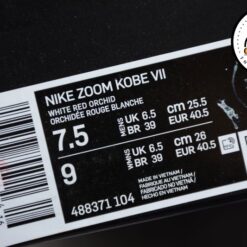 NIKE ZOOM KOBE VII
WHITE RED ORCHID
ORCHIDÉE ROUGE BLANCHE
7.5 MENS UK 6.5 BR 39 cm 25.5 EUR 40.5
9 WMNS UK 6.5 BR 39 cm 26 EUR 40.5
MADE IN VIETNAM /
FABRIQUÉ AU VIETNAM /
FABRICADO NO VIETNÃ /
HECHO EN VIETNAM
488371 104